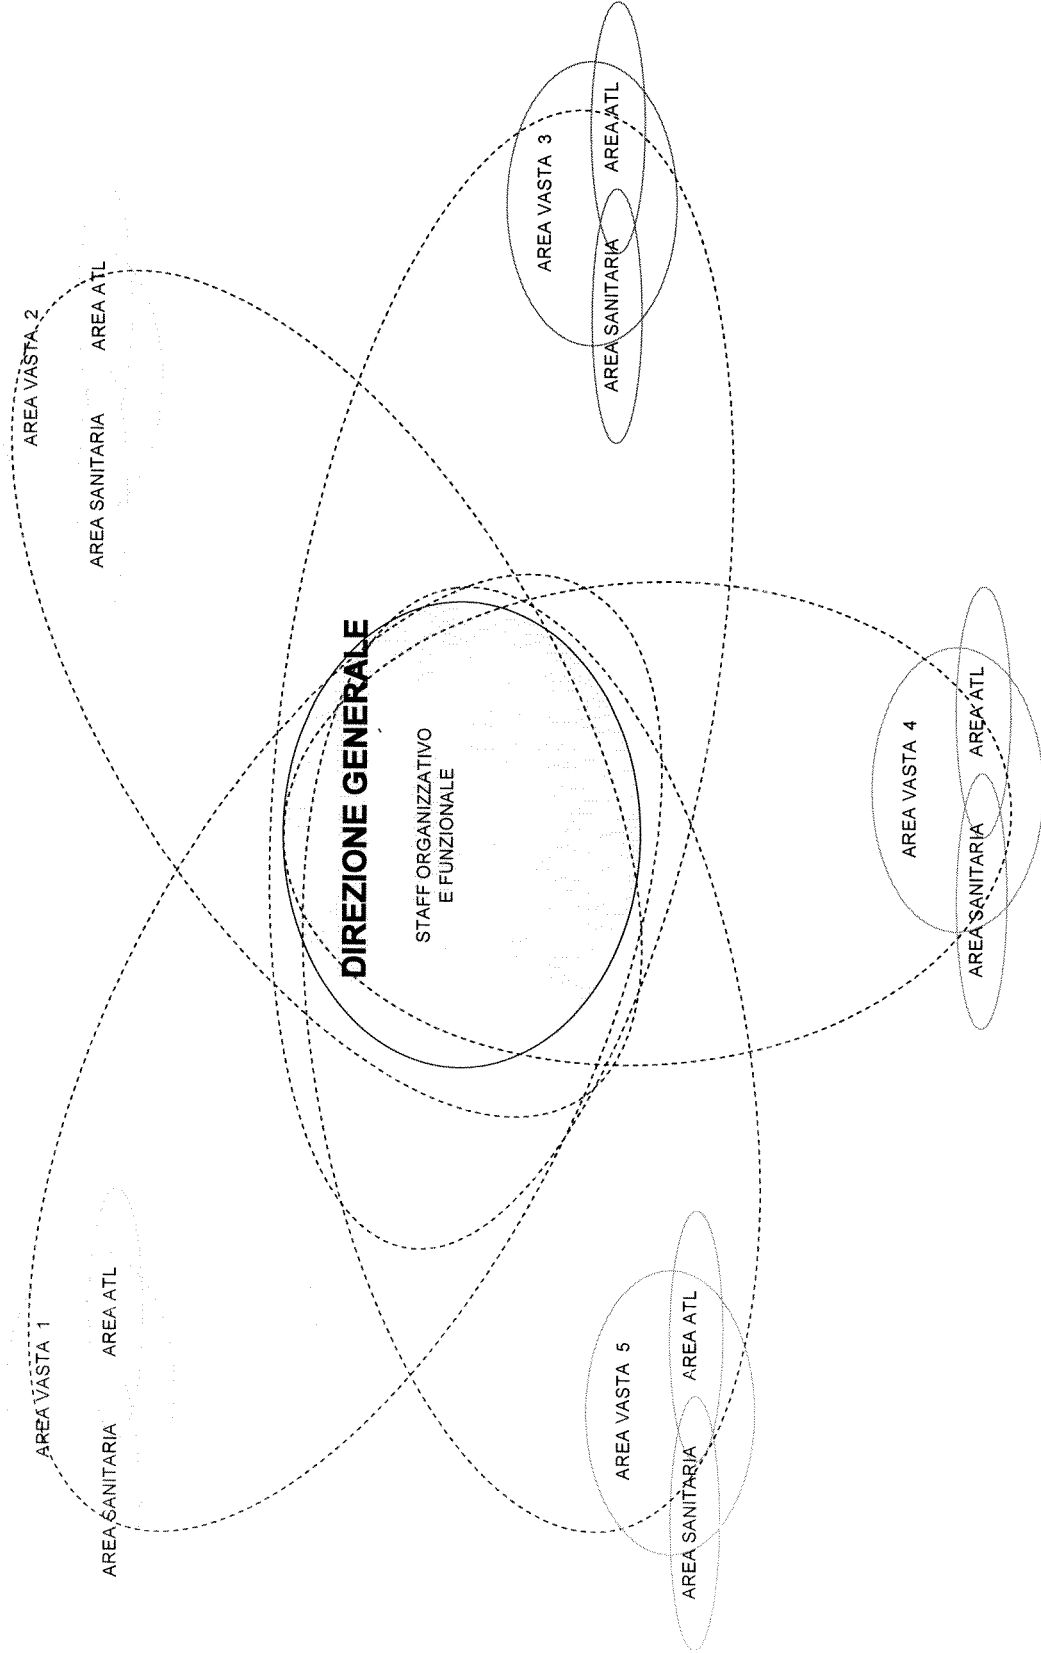 AREA VASTA 1
AREA SANITARIA
AREA ATL
AREA VASTA 2
AREA SANITARIA
AREA ATL
DIREZIONE GENERALE
STAFF ORGANIZZATIVO
E FUNZIONALE
AREA VASTA 3
AREA SANITARIA
AREA ATL
AREA VASTA 5
AREA SANITARIA
AREA ATL
AREA VASTA 4
AREA SANITARIA
AREA ATL